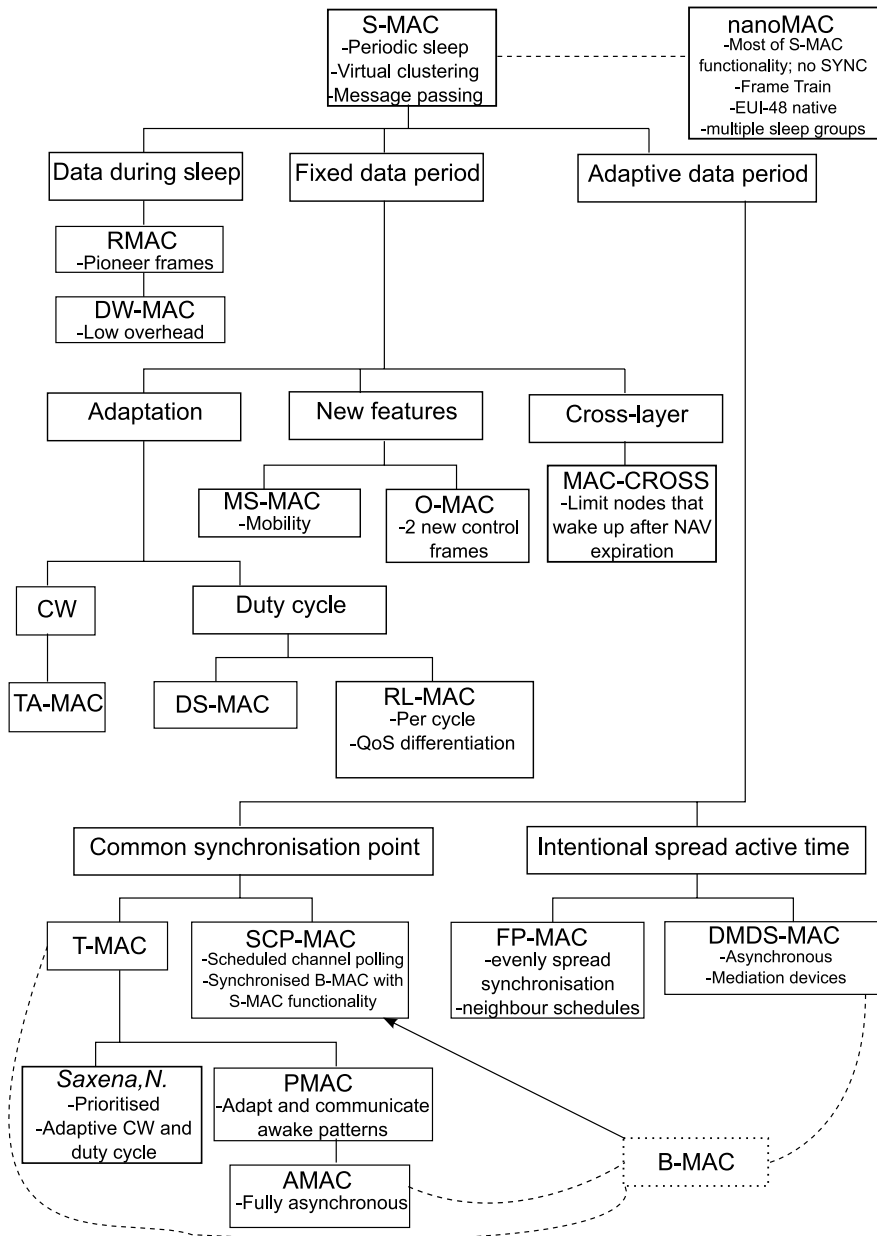 S-MAC
-Periodic sleep
-Virtual clustering
-Message passing
nanoMAC
-Most of S-MAC
functionality; no SYNC
-Frame Train
-EUI-48 native
-multiple sleep groups
Data during sleep
Fixed data period
Adaptive data period
RMAC
-Pioneer frames
DW-MAC
-Low overhead
Adaptation
New features
Cross-layer
MS-MAC
-Mobility
O-MAC
-2 new control
frames
MAC-CROSS
-Limit nodes that
wake up after NAV
expiration
CW
Duty cycle
TA-MAC
DS-MAC
RL-MAC
-Per cycle
-QoS differentiation
Common synchronisation point
Intentional spread active time
T-MAC
SCP-MAC
-Scheduled channel polling
-Synchronised B-MAC with
S-MAC functionality
FP-MAC
-evenly spread
synchronisation
-neighbour schedules
DMDS-MAC
-Asynchronous
-Mediation devices
Saxena,N.
-Prioritised
-Adaptive CW and
duty cycle
PMAC
-Adapt and communicate
awake patterns
AMAC
-Fully asynchronous
B-MAC